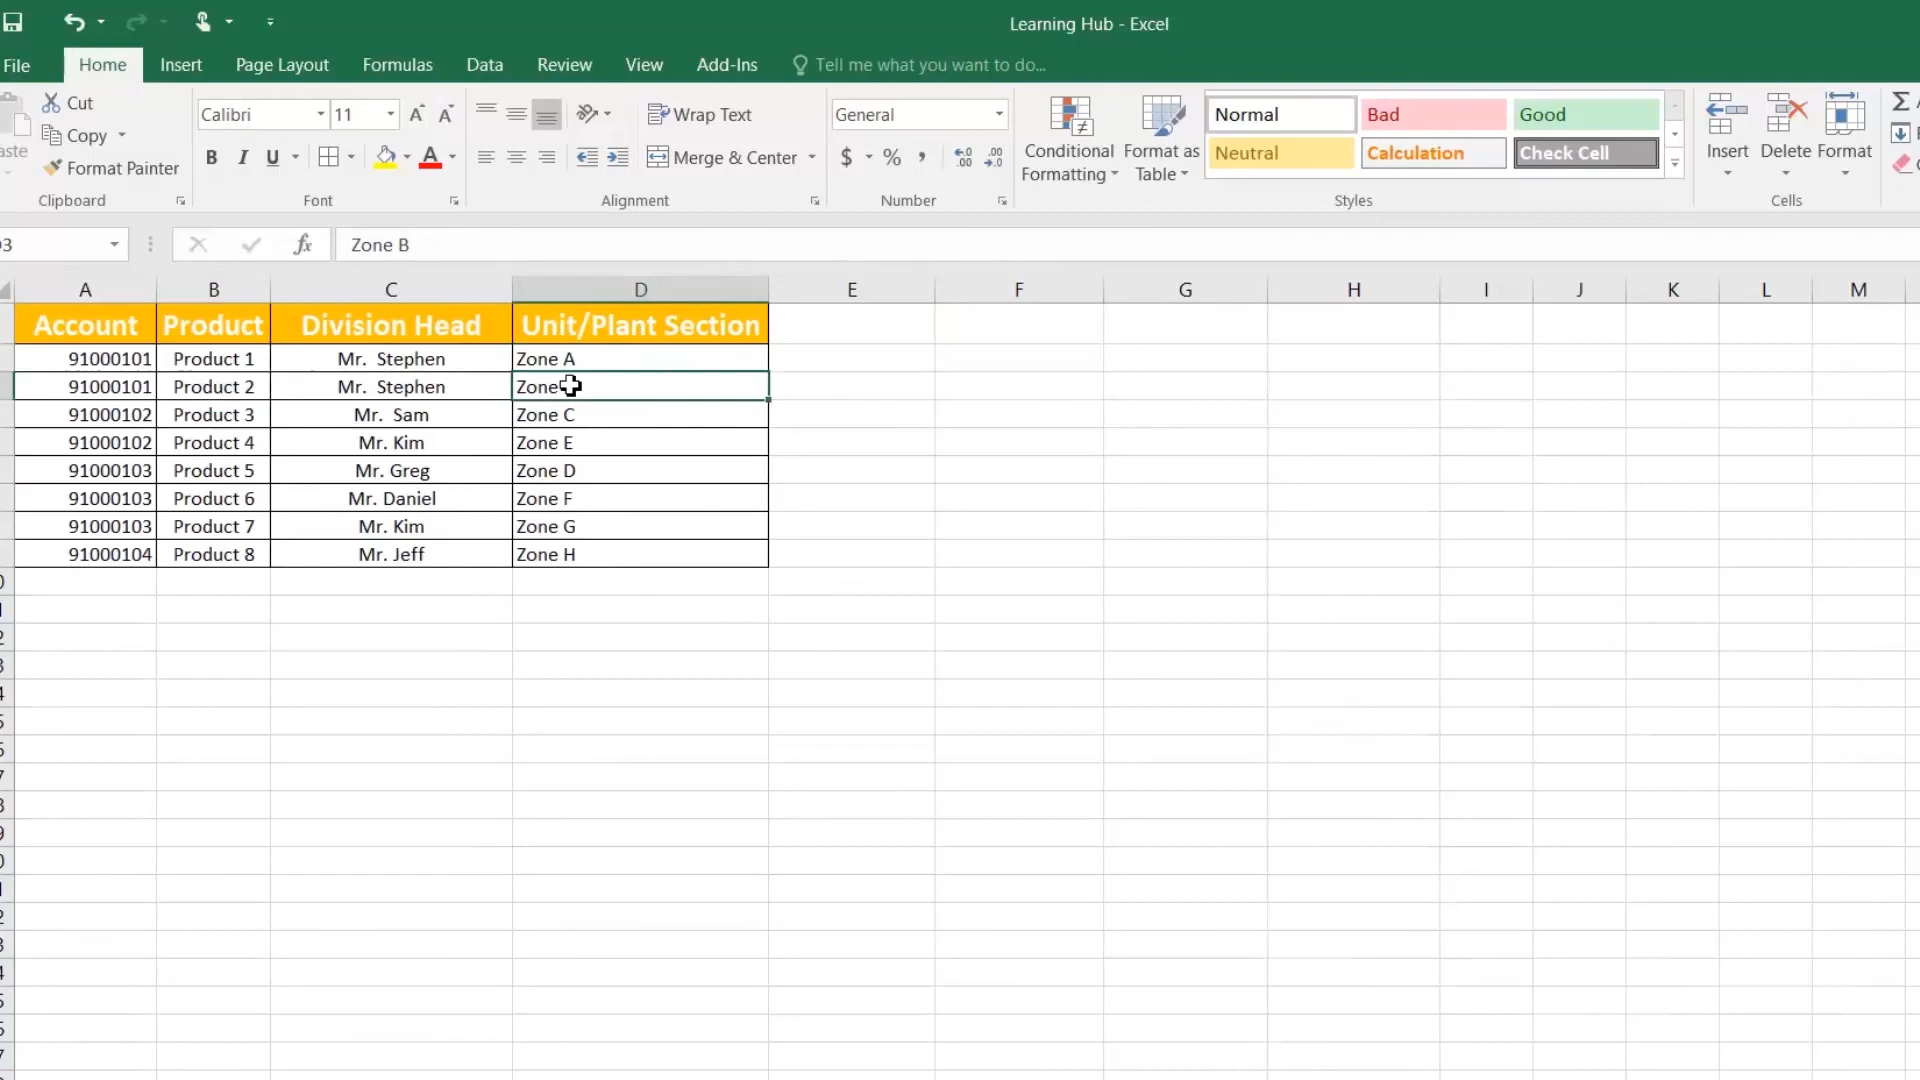 Learning Hub - Excel
File Home Insert Page Layout Formulas Data Review View Add-Ins Tell me what you want to do...
Cut
Copy
Format Painter
Clipboard
Calibri 11
B I U A
Font
Wrap Text
Merge & Center
Alignment
General
$ % ,
Number
Conditional Formatting
Format as Table
Normal Bad Good
Neutral Calculation Check Cell
Styles
Insert Delete Format
Cells
fx Zone B
A B C D E F G H I J K L M
Account Product Division Head Unit/Plant Section
91000101 Product 1 Mr. Stephen Zone A
91000101 Product 2 Mr. Stephen Zone
91000102 Product 3 Mr. Sam Zone C
91000102 Product 4 Mr. Kim Zone E
91000103 Product 5 Mr. Greg Zone D
91000103 Product 6 Mr. Daniel Zone F
91000103 Product 7 Mr. Kim Zone G
91000104 Product 8 Mr. Jeff Zone H